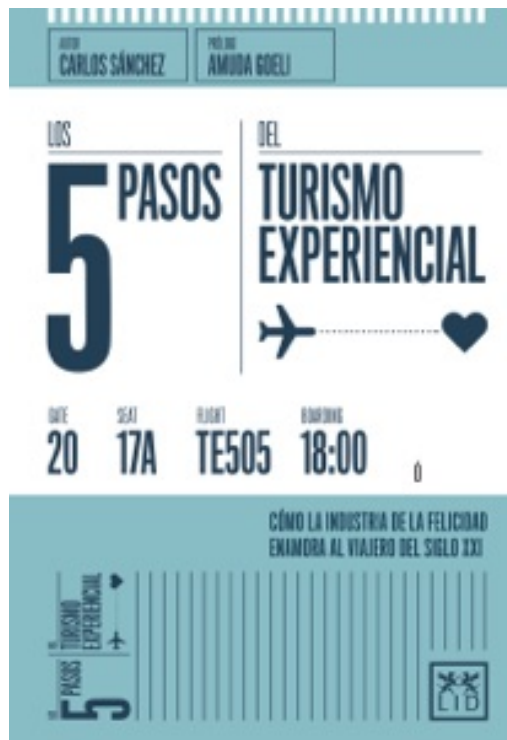 AUTOR
CARLOS SÁNCHEZ
PRÓLOGO
AMUDA GOELI
LOS
5 PASOS
DEL
TURISMO
EXPERIENCIAL
GATE
20
SEAT
17A
FLIGHT
TE505
BOARDING
18:00
Ó
CÓMO LA INDUSTRIA DE LA FELICIDAD
ENAMORA AL VIAJERO DEL SIGLO XXI
LOS
5 PASOS
DEL
TURISMO
EXPERIENCIAL
LID